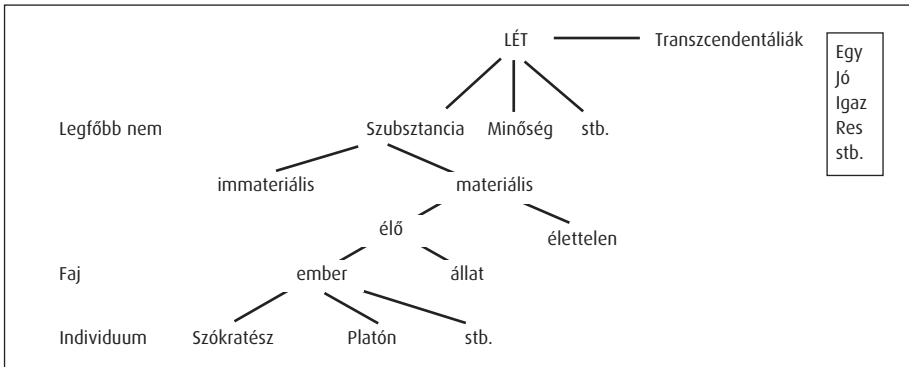 LÉT Transzcendentáliák
Egy
Jó
Igaz
Res
stb.
Legfőbb nem Szubsztancia Minőség stb.
immateriális materiális
élő
élettelen
Faj ember állat
Individuum Szókratész Platón stb.